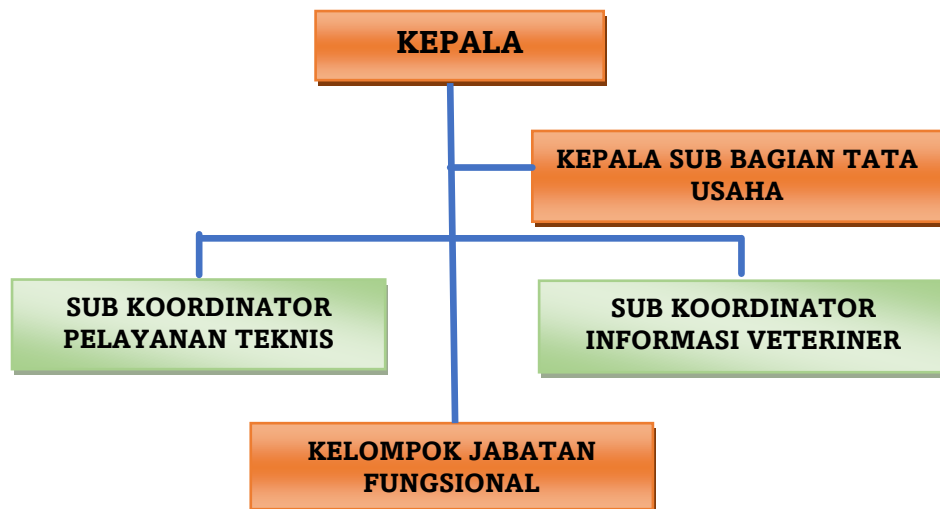 KEPALA
KEPALA SUB BAGIAN TATA
USAHA
SUB KOORDINATOR
PELAYANAN TEKNIS
SUB KOORDINATOR
INFORMASI VETERINER
KELOMPOK JABATAN
FUNGSIONAL